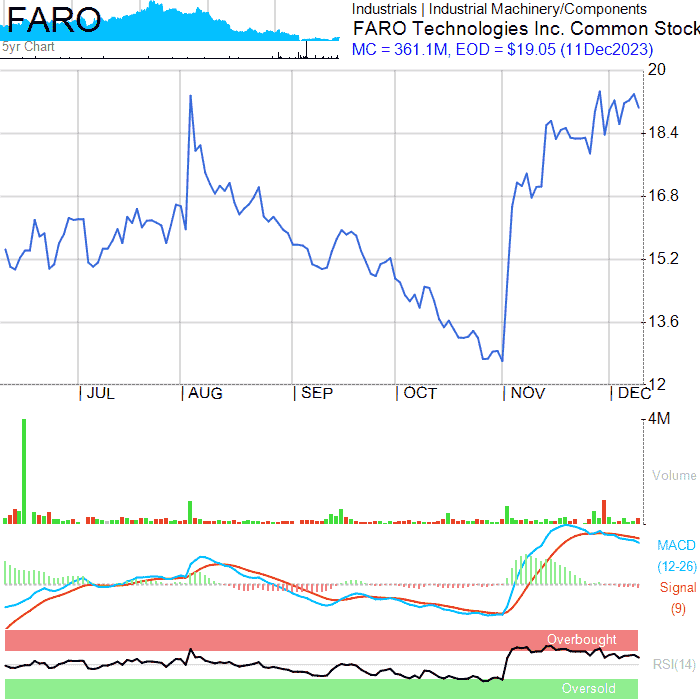 FARO
5yr Chart
Industrials | Industrial Machinery/Components
FARO Technologies Inc. Common Stock
MC = 361.1M, EOD = $19.05 (11Dec2023)
20
18.4
16.8
15.2
13.6
12
JUL AUG SEP OCT NOV DEC
4M
Volume
MACD
(12-26)
Signal
(9)
Overbought
RSI(14)
Oversold